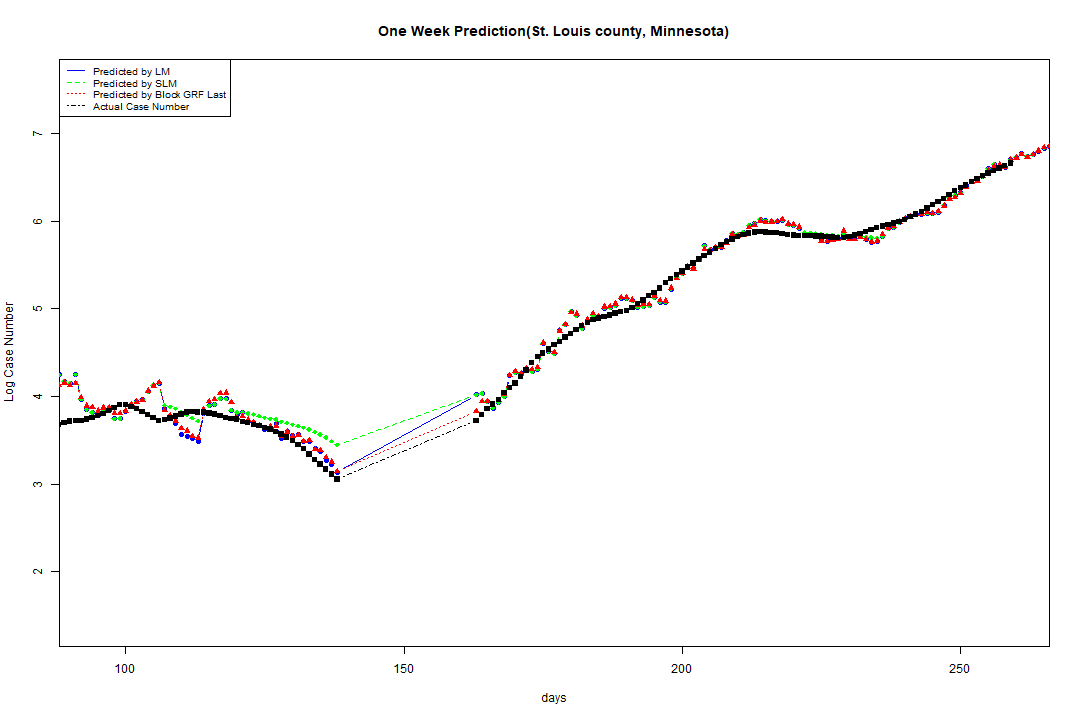 One Week Prediction(St. Louis county, Minnesota)
Predicted by LM
Predicted by SLM
Predicted by Block GRF Last
Actual Case Number
7
6
5
4
3
2
Log Case Number
100 150 200 250
days